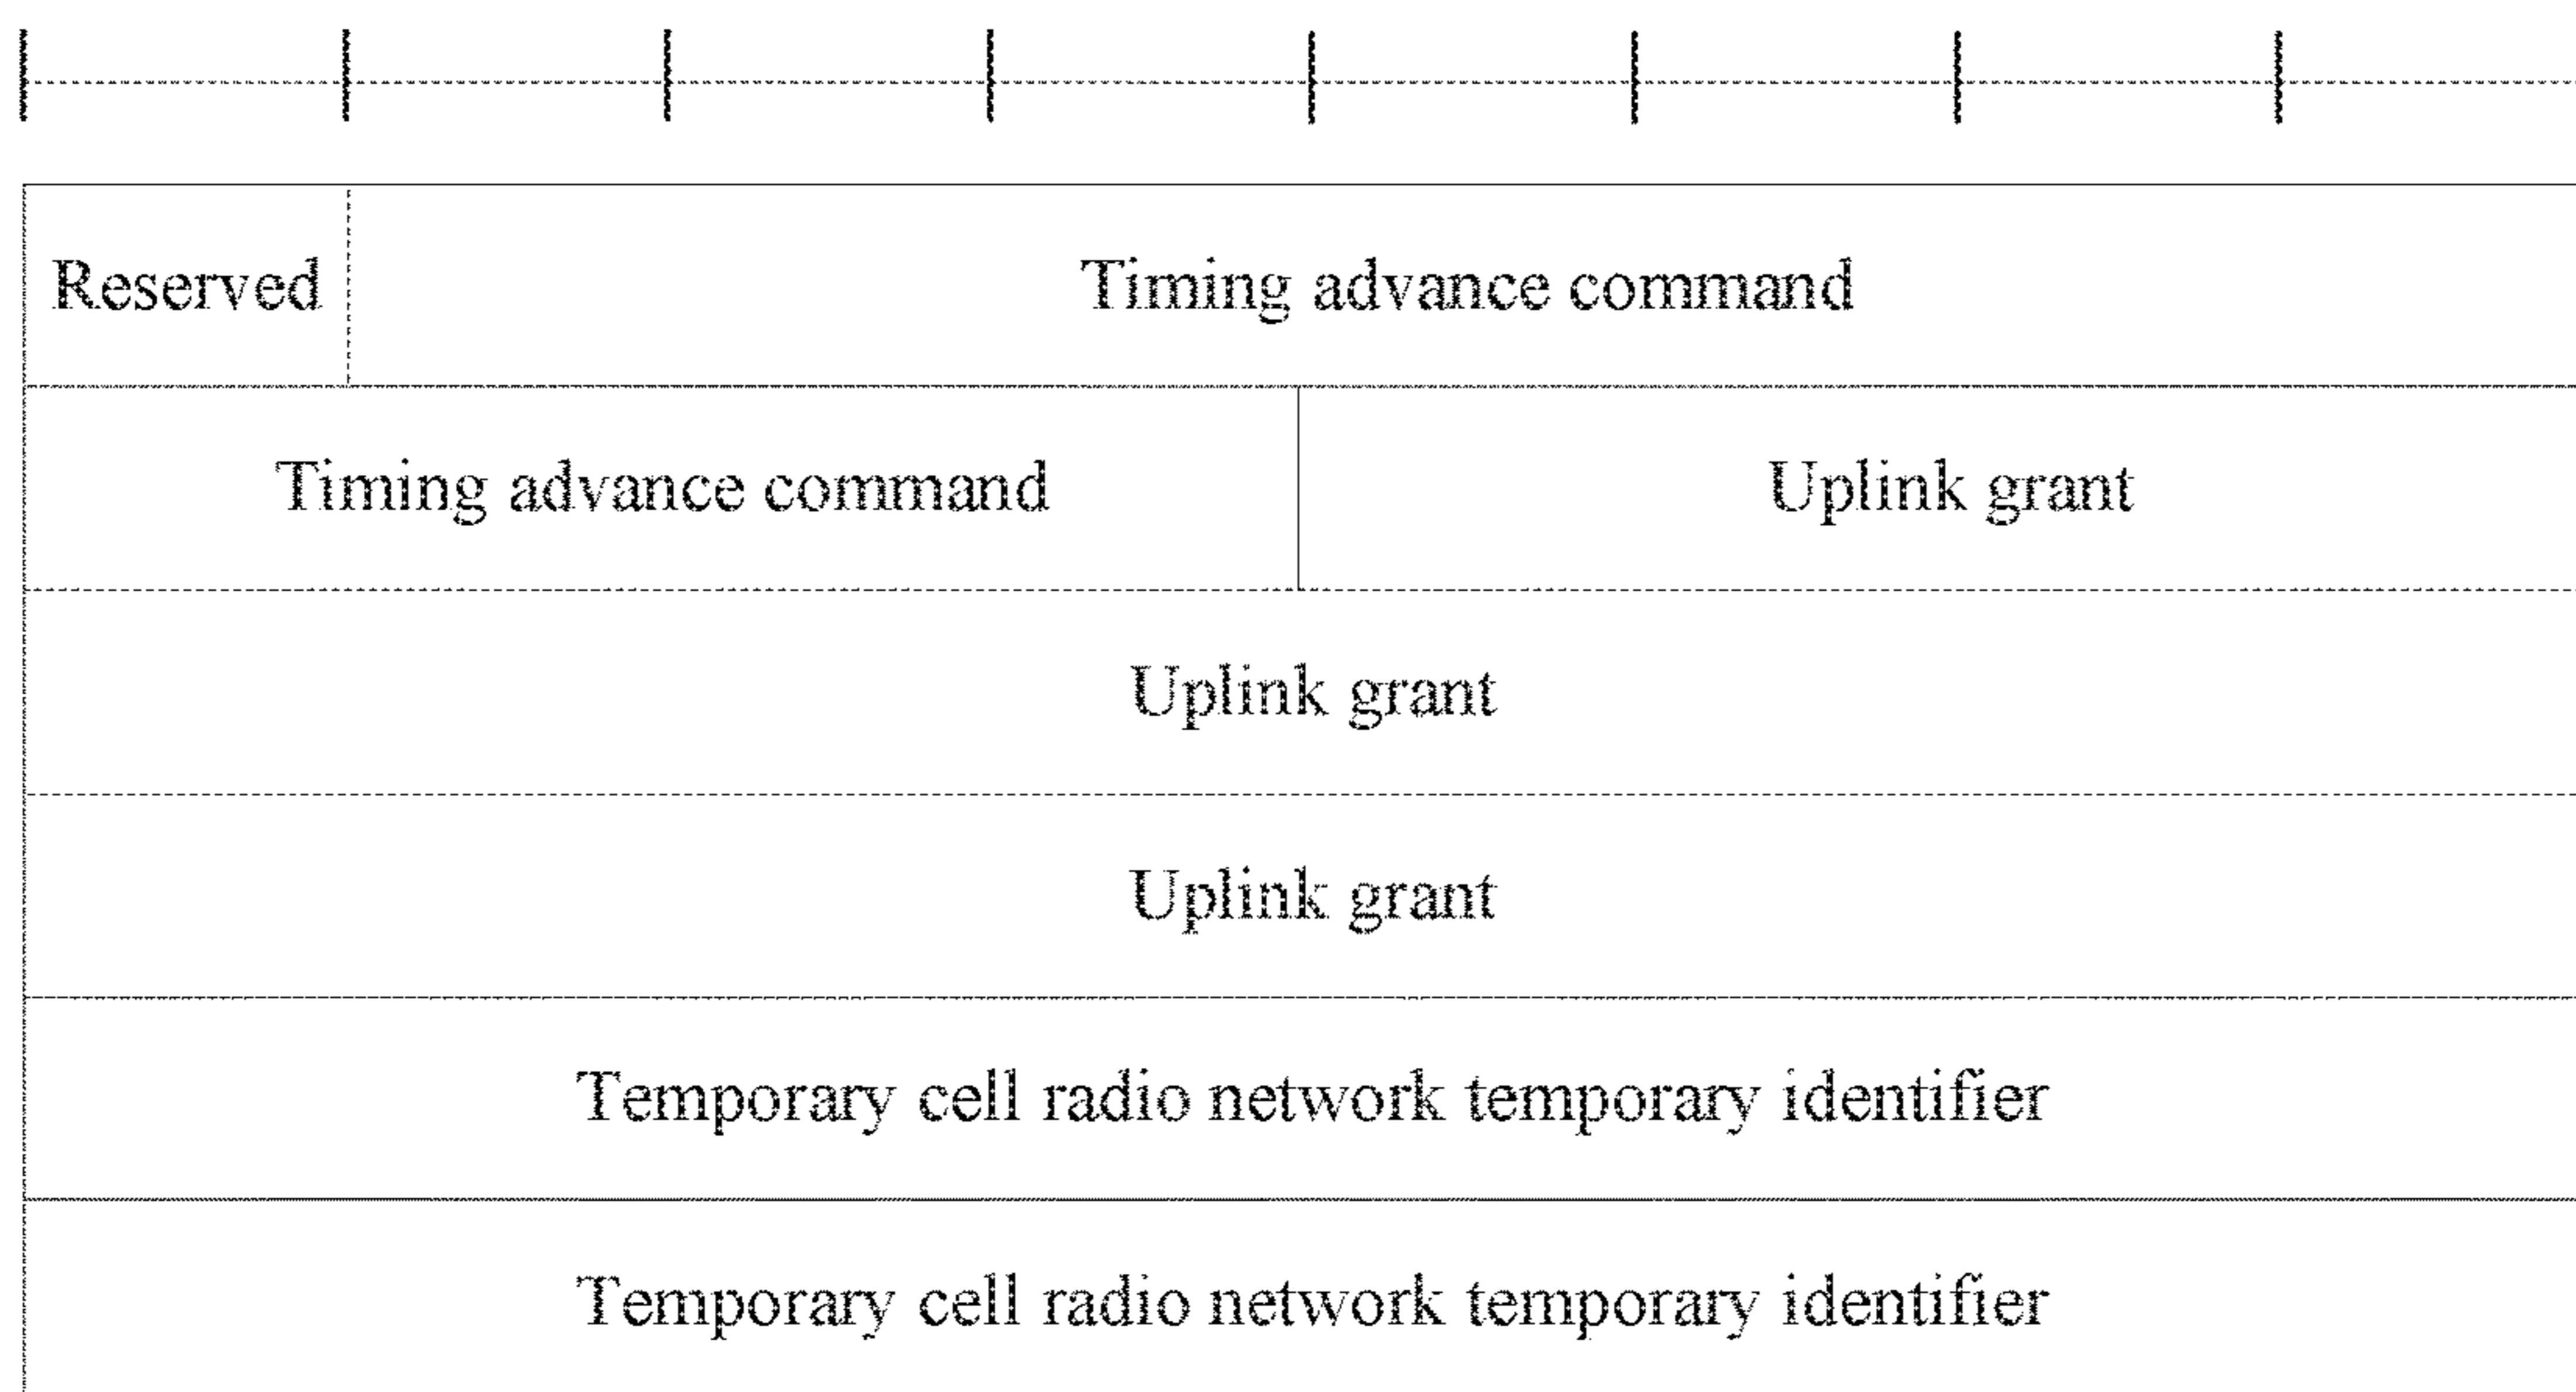 Reserved Timing advance command
Timing advance command Uplink grant
Uplink grant
Uplink grant
Temporary cell radio network temporary identifier
Temporary cell radio network temporary identifier